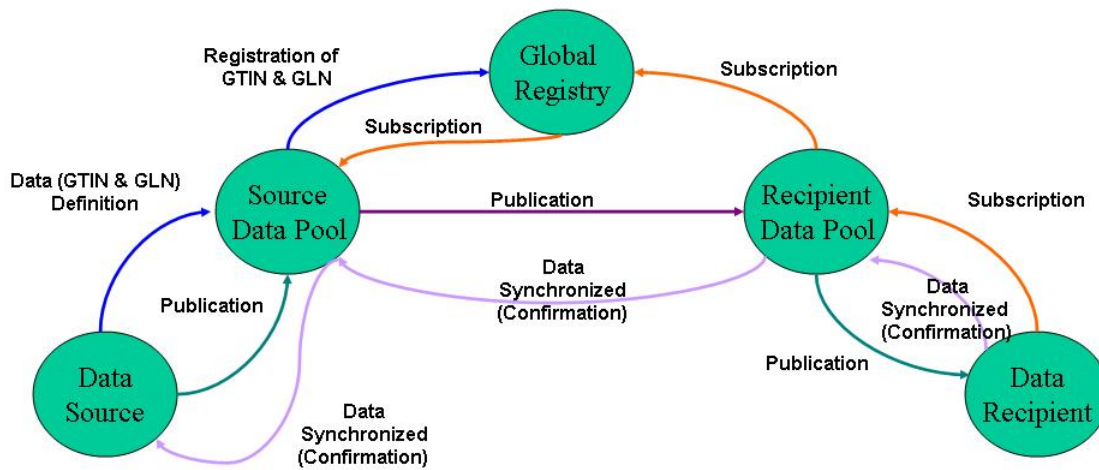 Registration of
GTIN & GLN
Global
Registry
Subscription
Subscription
Data (GTIN & GLN)
Definition
Source
Data Pool
Publication
Recipient
Data Pool
Subscription
Publication
Data
Synchronized
(Confirmation)
Data
Synchronized
(Confirmation)
Publication
Data
Source
Data
Recipient
Data
Synchronized
(Confirmation)